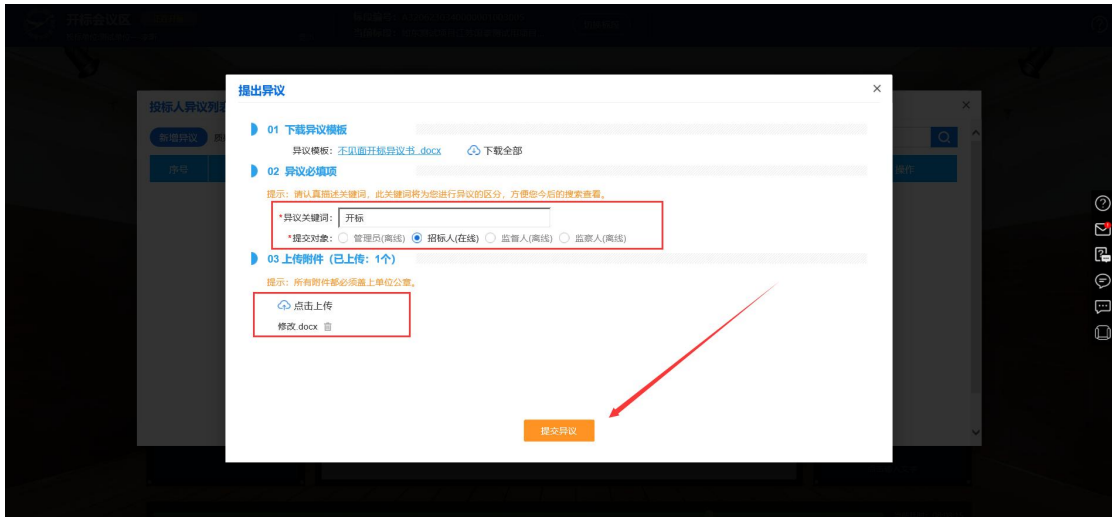 开标会议区
提出异议
投标人异议列表
新增异议
01 下载异议模板
异议模板: 不见面开标异议书 .docx 下载全部
序号
操作
02 异议必填项
提示: 请认真描述关键词, 此关键词将为您进行异议的区分, 方便您今后的搜索查看。
*异议关键词: 开标
*提交对象: 管理员(离线) 招标人(在线) 监督人(离线) 监察人(离线)
03 上传附件 (已上传: 1个)
提示: 所有附件都必须盖上单位公章。
点击上传
修改.docx
提交异议